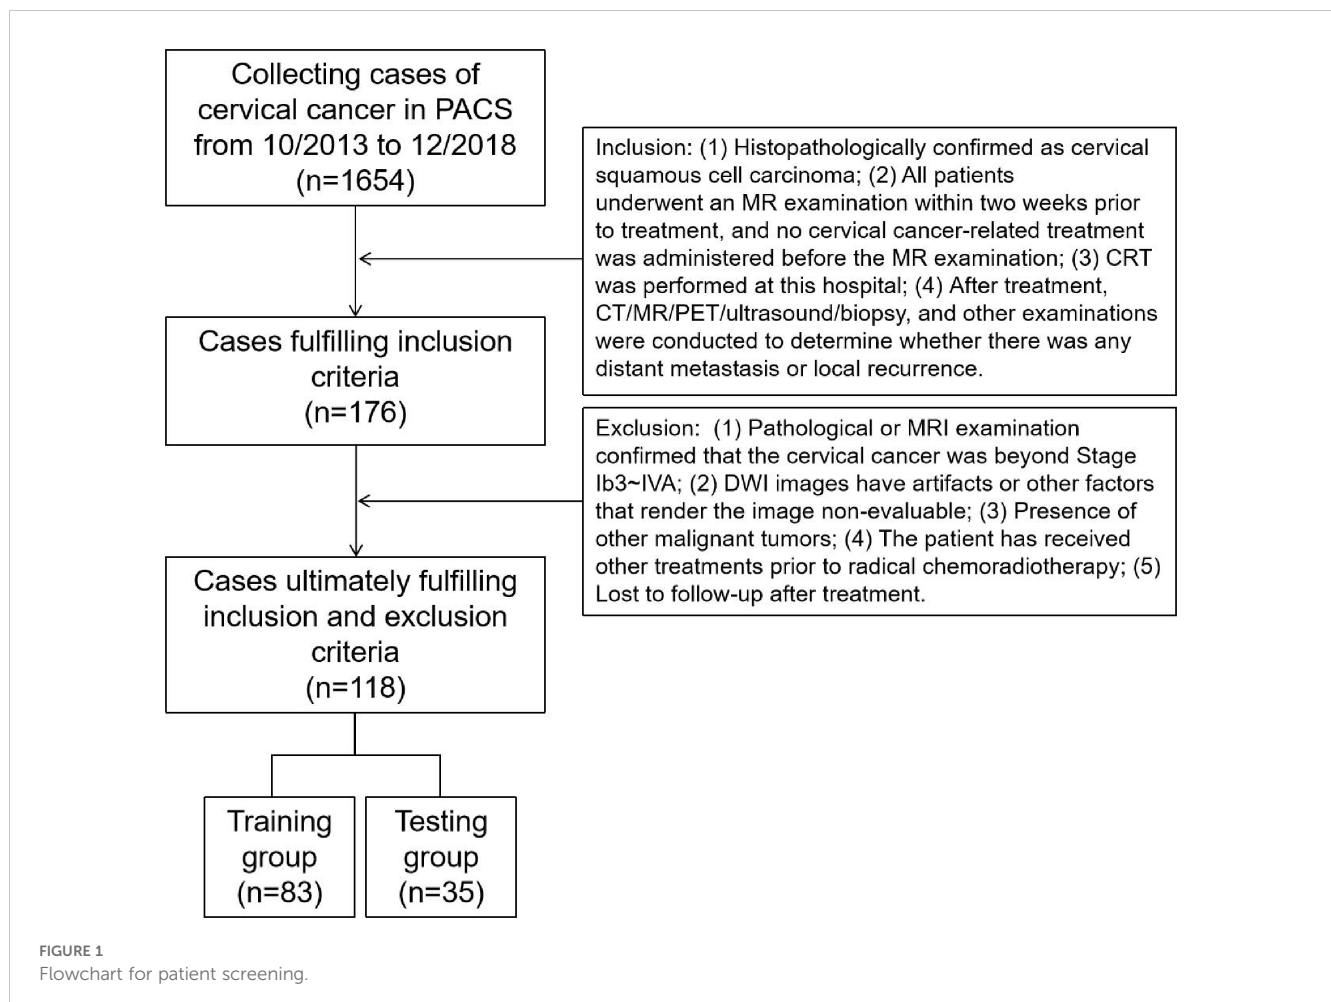 Collecting cases of
cervical cancer in PACS
from 10/2013 to 12/2018
(n=1654)
Inclusion: (1) Histopathologically confirmed as cervical
squamous cell carcinoma; (2) All patients
underwent an MR examination within two weeks prior
to treatment, and no cervical cancer-related treatment
was administered before the MR examination; (3) CRT
was performed at this hospital; (4) After treatment,
CT/MR/PET/ultrasound/biopsy, and other examinations
were conducted to determine whether there was any
distant metastasis or local recurrence.
Cases fulfilling inclusion
criteria
(n=176)
Exclusion: (1) Pathological or MRI examination
confirmed that the cervical cancer was beyond Stage
Ib3~IVA; (2) DWI images have artifacts or other factors
that render the image non-evaluable; (3) Presence of
other malignant tumors; (4) The patient has received
other treatments prior to radical chemoradiotherapy; (5)
Lost to follow-up after treatment.
Cases ultimately fulfilling
inclusion and exclusion
criteria
(n=118)
Training
group
(n=83)
Testing
group
(n=35)
FIGURE 1
Flowchart for patient screening.